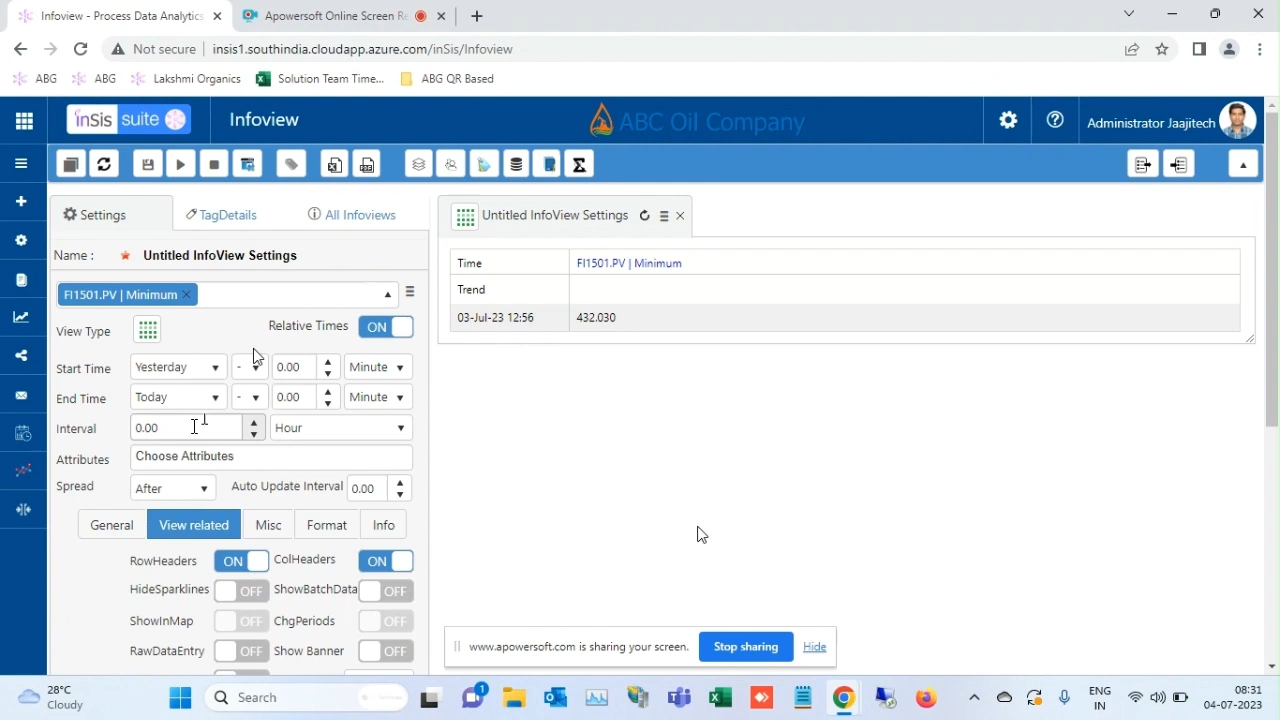 Infoview - Process Data Analytics
Apowersoft Online Screen Re
Not secure
insis1.southindia.cloudapp.azure.com/inSis/Infoview
ABG
ABG
Lakshmi Organics
Solution Team Time...
ABG QR Based
inSis suite
Infoview
ABC Oil Company
Administrator Jaajitech
Settings
TagDetails
All Infoviews
Untitled InfoView Settings
Name :
Untitled InfoView Settings
Time
FI1501.PV | Minimum
Trend
03-Jul-23 12:56
432.030
FI1501.PV | Minimum
View Type
Relative Times
ON
Start Time
Yesterday
-
0.00
Minute
End Time
Today
-
0.00
Minute
Interval
0.00
Hour
Attributes
Choose Attributes
Spread
After
Auto Update Interval
0.00
General
View related
Misc
Format
Info
RowHeaders
ON
ColHeaders
ON
HideSparklines
OFF
ShowBatchData
OFF
ShowInMap
OFF
ChgPeriods
OFF
RawDataEntry
OFF
Show Banner
OFF
www.apowersoft.com is sharing your screen.
Stop sharing
Hide
28°C
Cloudy
Search
1
ENG
IN
08:31
04-07-2023